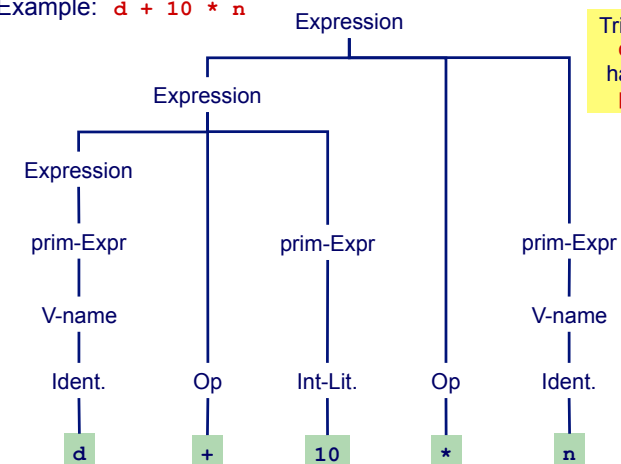 Example: d + 10 * n
Expression
Expression
Expression
prim-Expr prim-Expr prim-Expr
V-name V-name
Ident. Op Int-Lit. Op Ident.
d + 10 * n